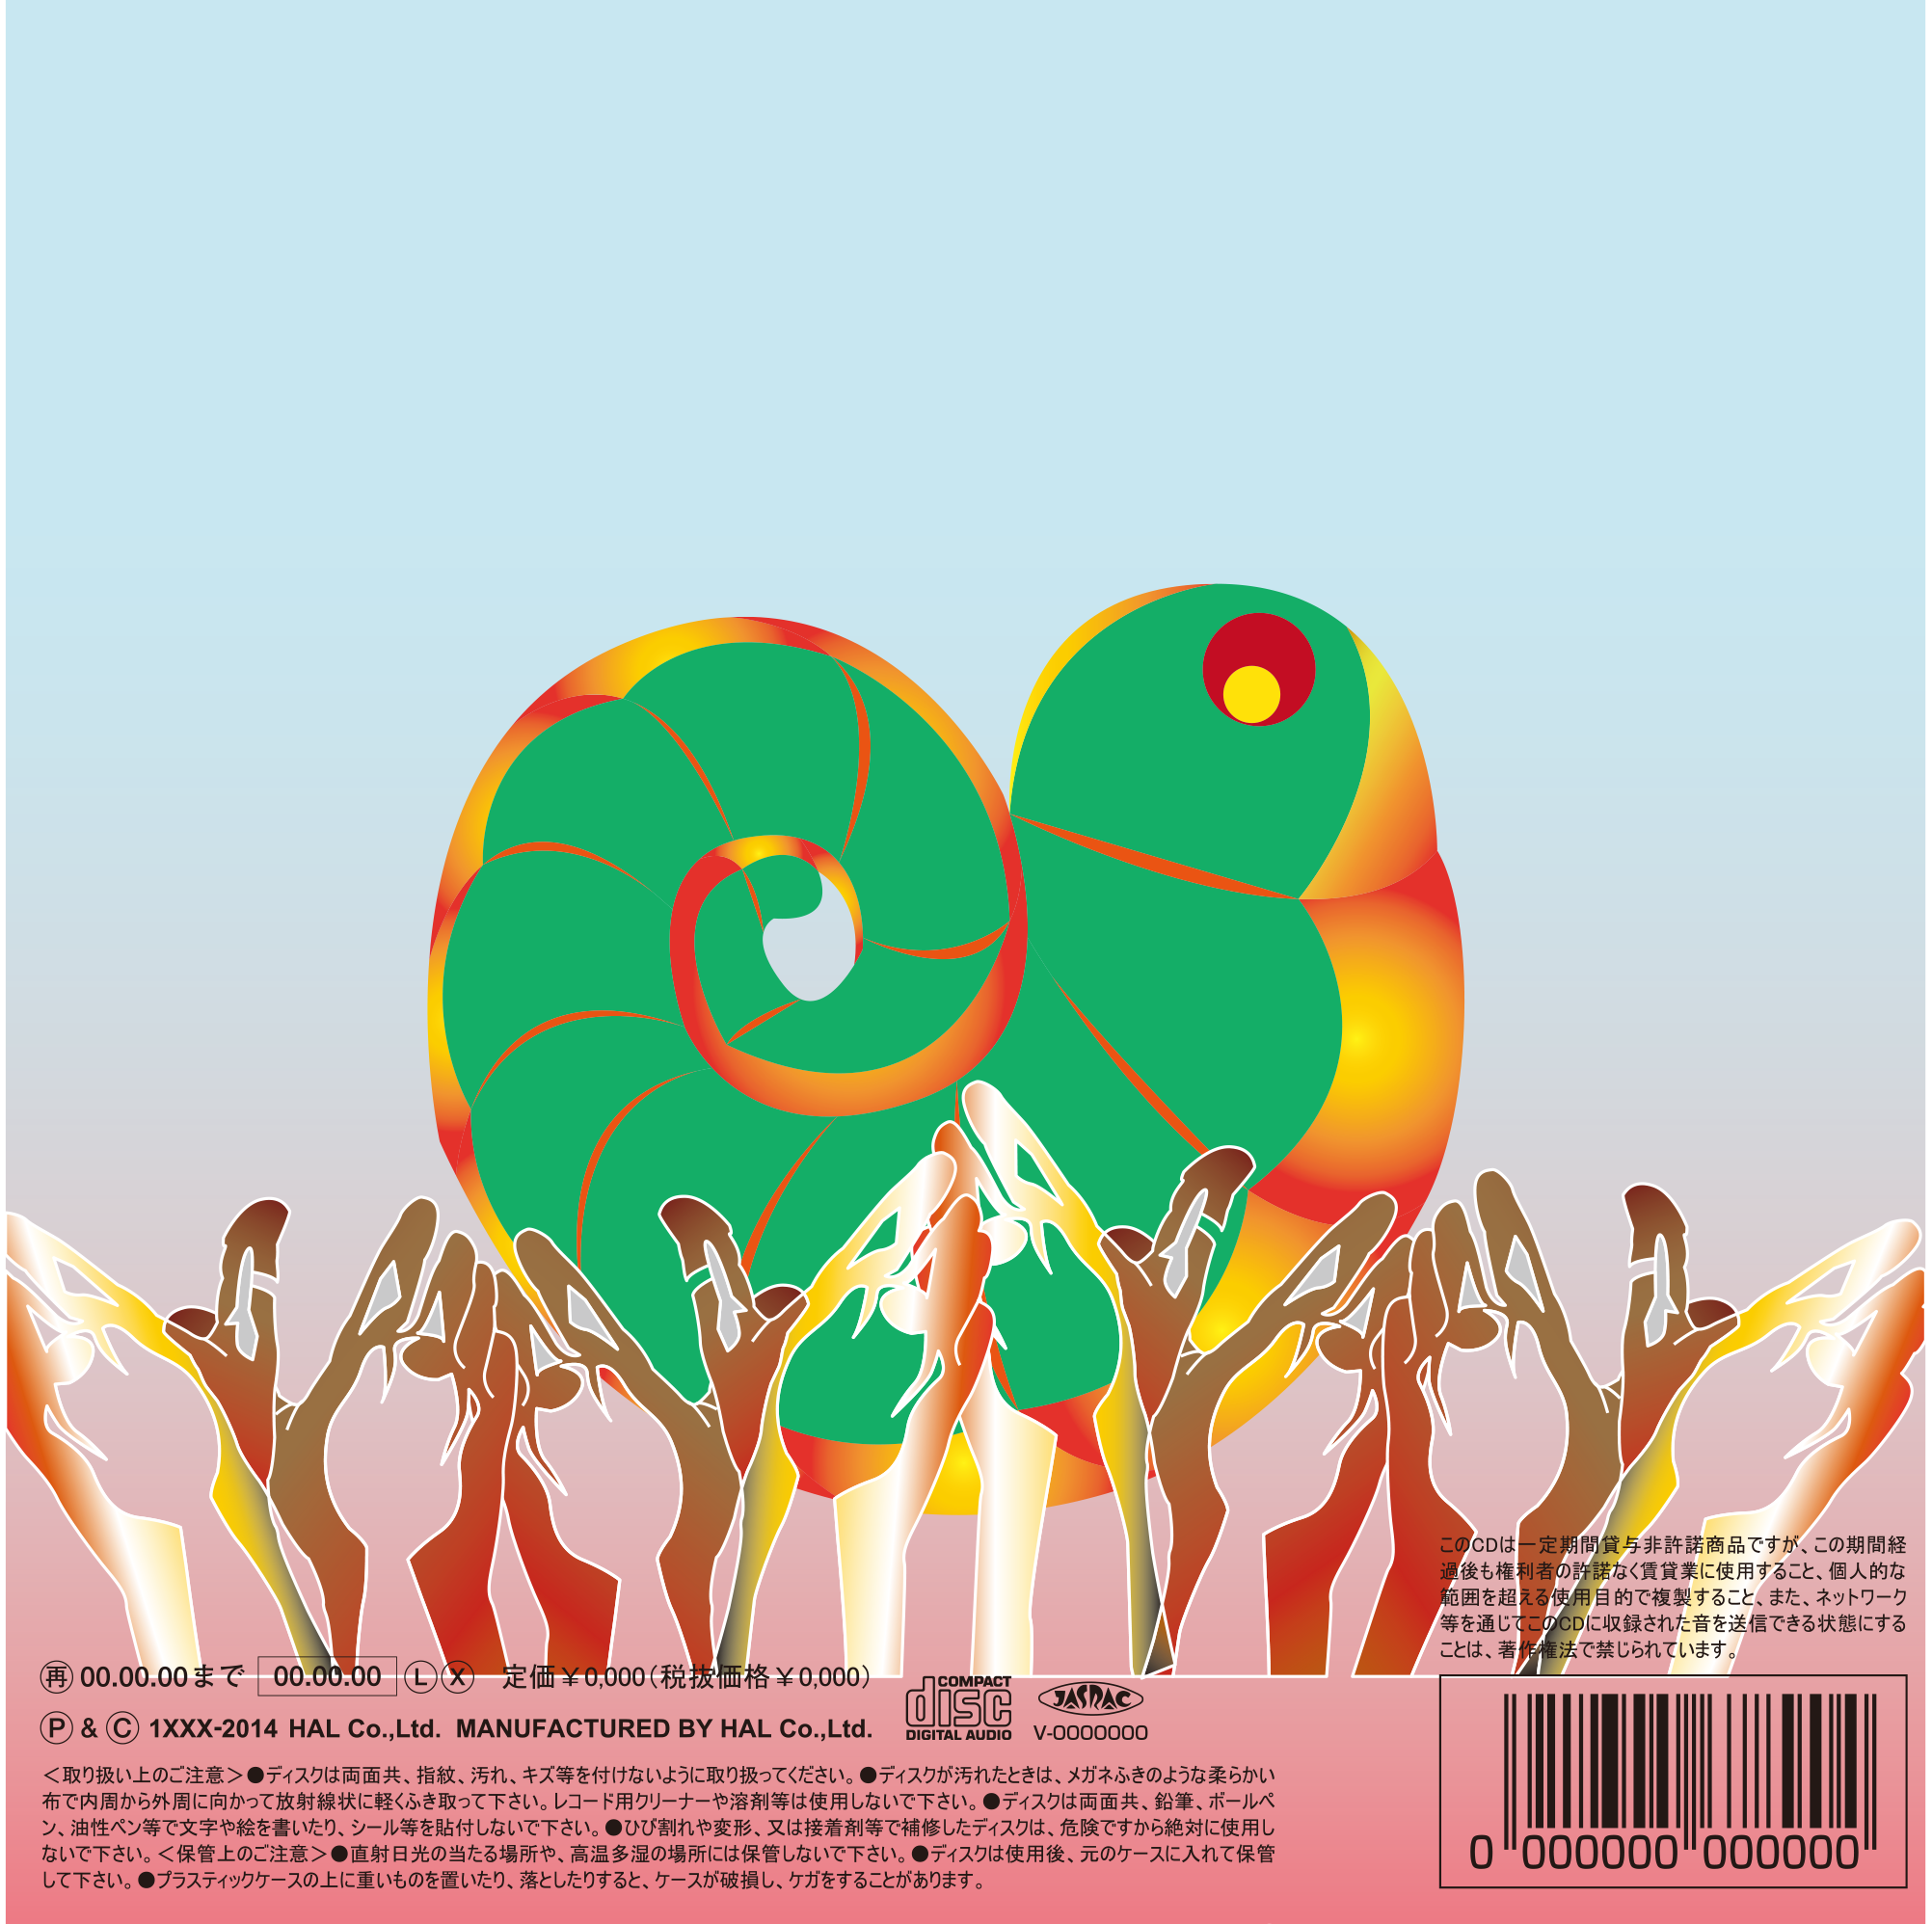 このCDは一定期間貸与非許諾商品ですが、この期間経
過後も権利者の許諾なく賃貸業に使用すること、個人的な
範囲を超える使用目的で複製すること、また、ネットワーク
等を通じてこのCDに収録された音を送信できる状態にする
ことは、著作権法で禁じられています。
再 00.00.00まで 00.00.00 L X 定価￥0,000（税抜価格￥0,000）
COMPACT
disc
DIGITAL AUDIO
JASRAC
V-0000000
Ⓟ & Ⓒ 1XXX-2014 HAL Co.,Ltd. MANUFACTURED BY HAL Co.,Ltd.
＜取り扱い上のご注意＞●ディスクは両面共、指紋、汚れ、キズ等を付けないように取り扱ってください。●ディスクが汚れたときは、メガネふきのような柔らかい
布で内周から外周に向かって放射線状に軽くふき取って下さい。レコード用クリーナーや溶剤等は使用しないで下さい。●ディスクは両面共、鉛筆、ボールペ
ン、油性ペン等で文字や絵を書いたり、シール等を貼付しないで下さい。●ひび割れや変形、又は接着剤等で補修したディスクは、危険ですから絶対に使用し
ないで下さい。＜保管上のご注意＞●直射日光の当たる場所や、高温多湿の場所には保管しないで下さい。●ディスクは使用後、元のケースに入れて保管
して下さい。●プラスティックケースの上に重いものを置いたり、落としたりすると、ケースが破損し、ケガをすることがあります。
0 000000 000000